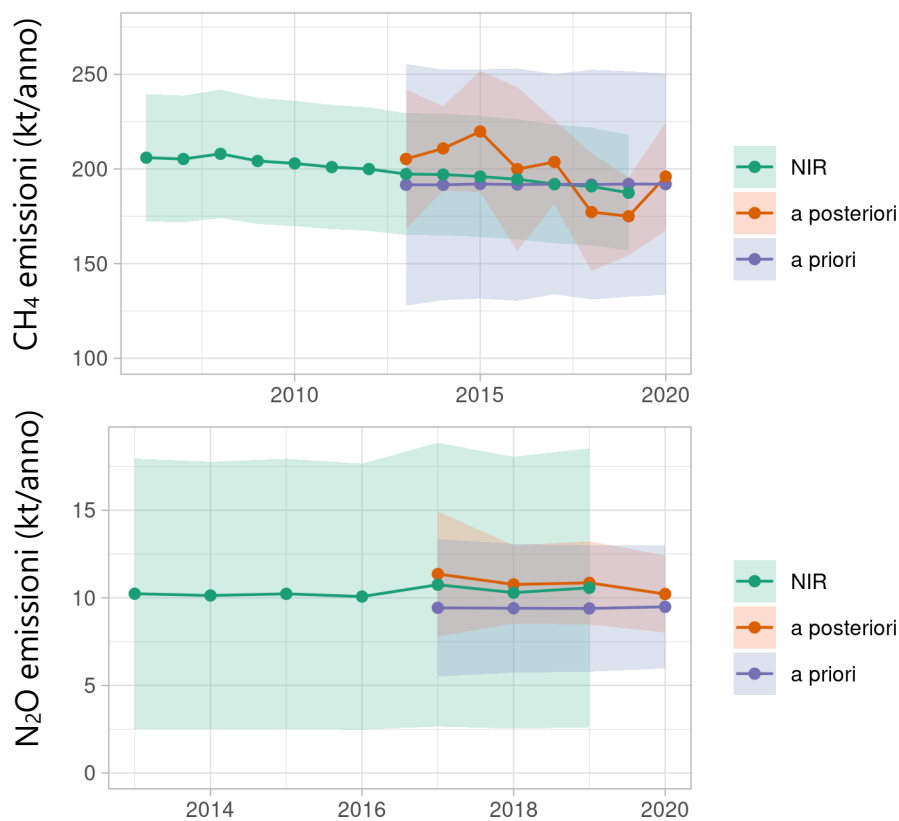 CH₄ emissioni (kt/anno)
250
200
150
100
2010 2015 2020
NIR
a posteriori
a priori
N₂O emissioni (kt/anno)
15
10
5
0
2014 2016 2018 2020
NIR
a posteriori
a priori